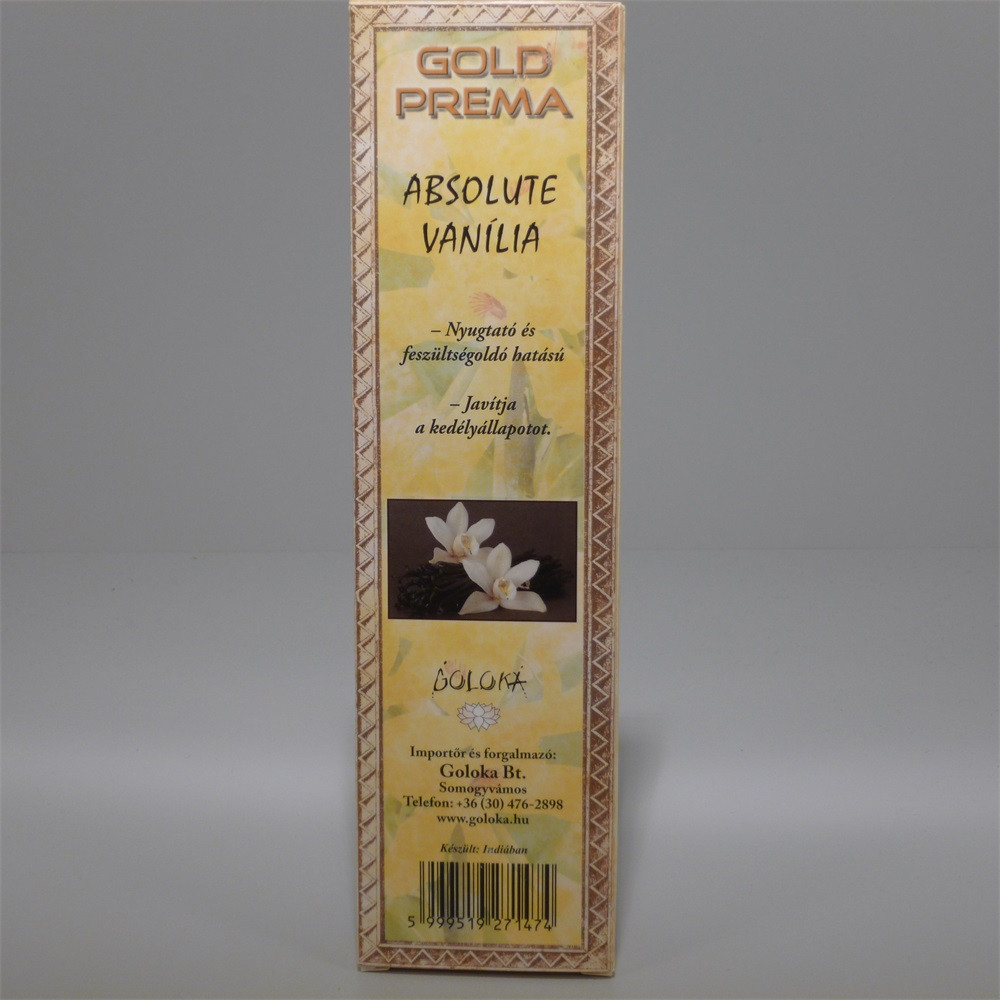 GOLD
PREMA
ABSOLUTE
VANÍLIA
– Nyugtató és
feszültségoldó hatású
– Javítja
a kedélyállapotot.
GOLOKA
Importőr és forgalmazó:
Goloka Bt.
Somogyvámos
Telefon: +36 (30) 476-2898
www.goloka.hu
Készült: Indiában
5 999519 271474